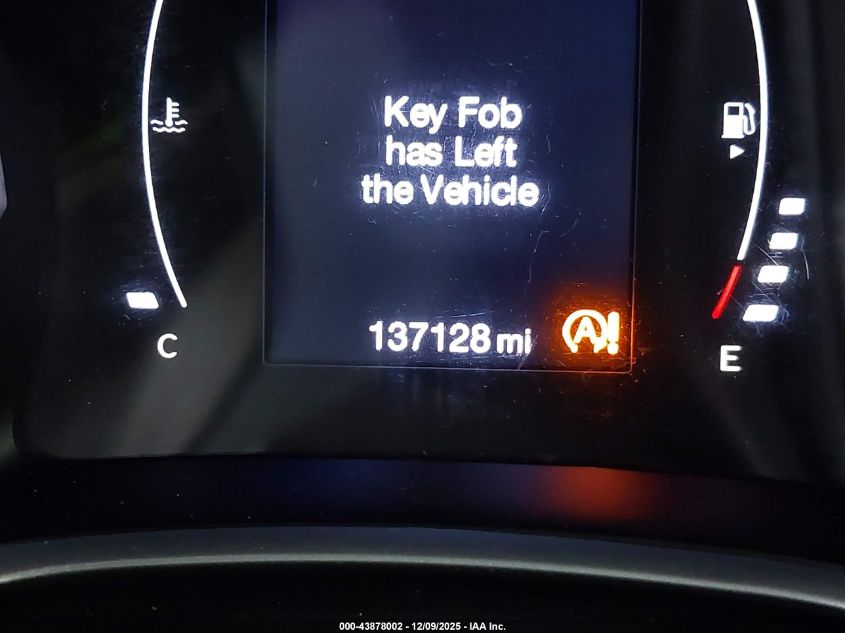 Key Fob
has Left
the Vehicle
137128 mi
A!
C
E
000-43878002 - 12/09/2025 - IAA Inc.